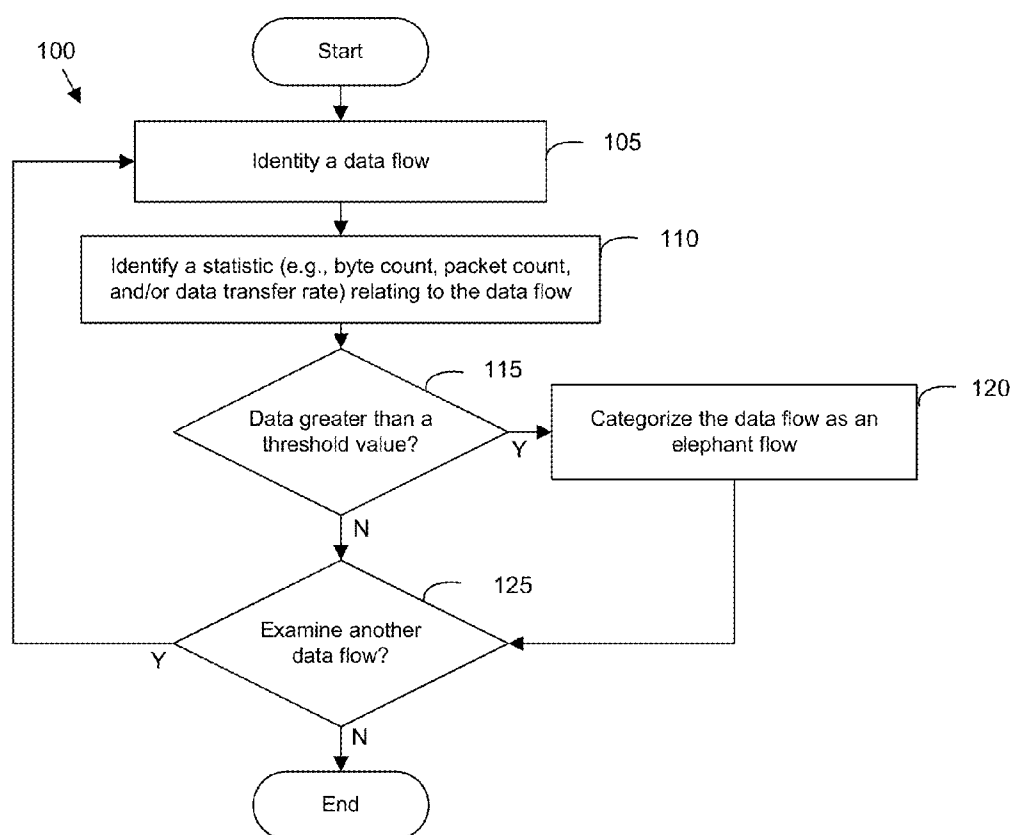 Start
100
Identity a data flow
105
110
Identify a statistic (e.g., byte count, packet count,
and/or data transfer rate) relating to the data flow
115
120
Data greater than a
threshold value?
Categorize the data flow as an
elephant flow
Y
N
125
Examine another
data flow?
Y
N
End